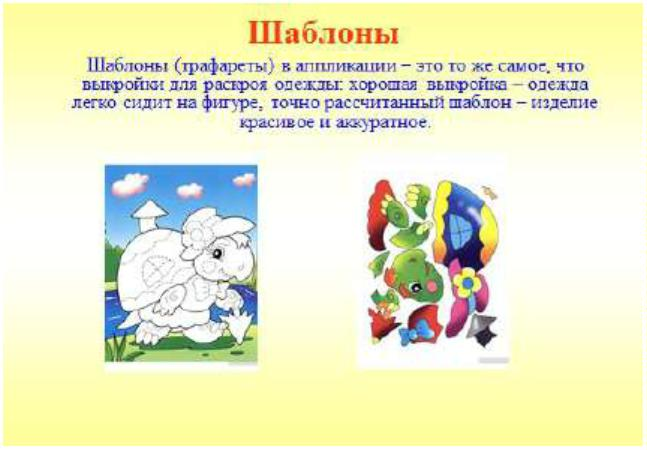 Шаблоны
Шаблоны (трафареты) в аппликации – это то же самое, что
выкройки для раскроя одежды: хорошая выкройка – одежда
легко сидит на фигуре, точно рассчитанный шаблон – изделие
красивое и аккуратное.